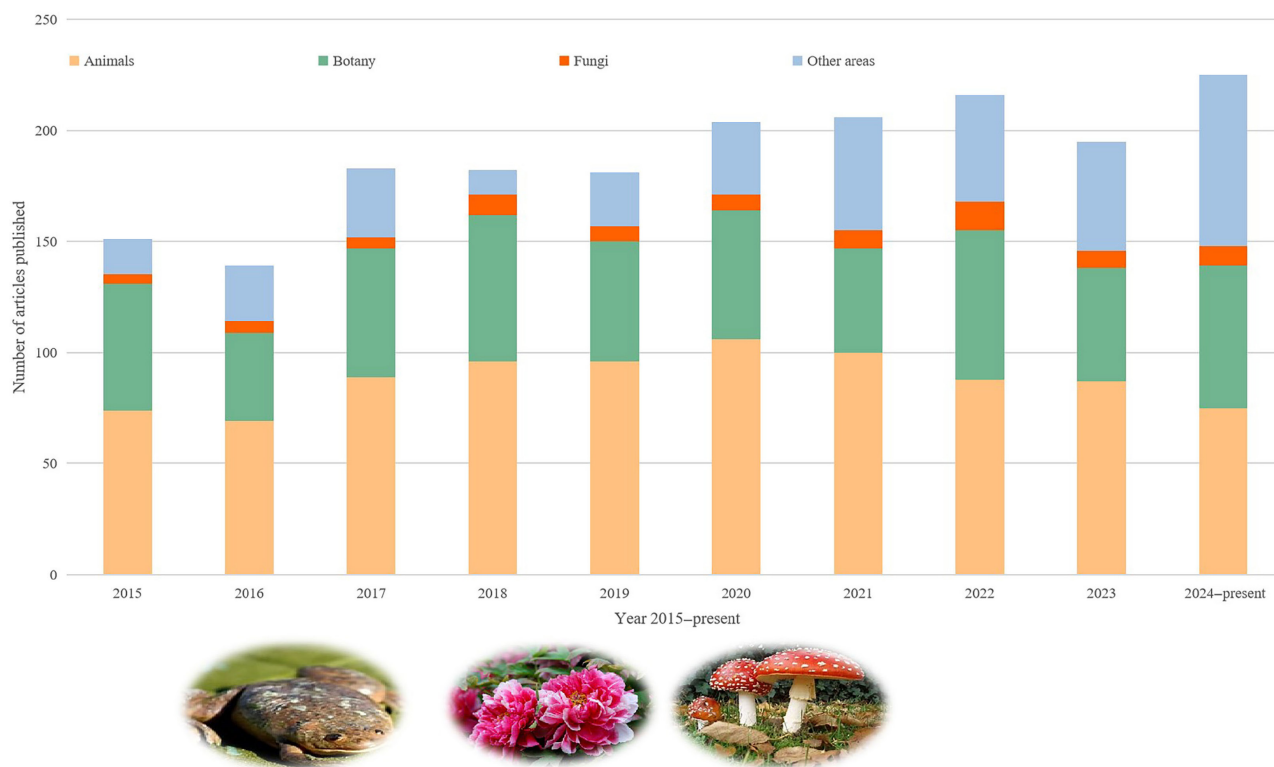 250
Animals Botany Fungi Other areas
200
150
100
50
0
Number of articles published
2015 2016 2017 2018 2019 2020 2021 2022 2023 2024–present
Year 2015–present